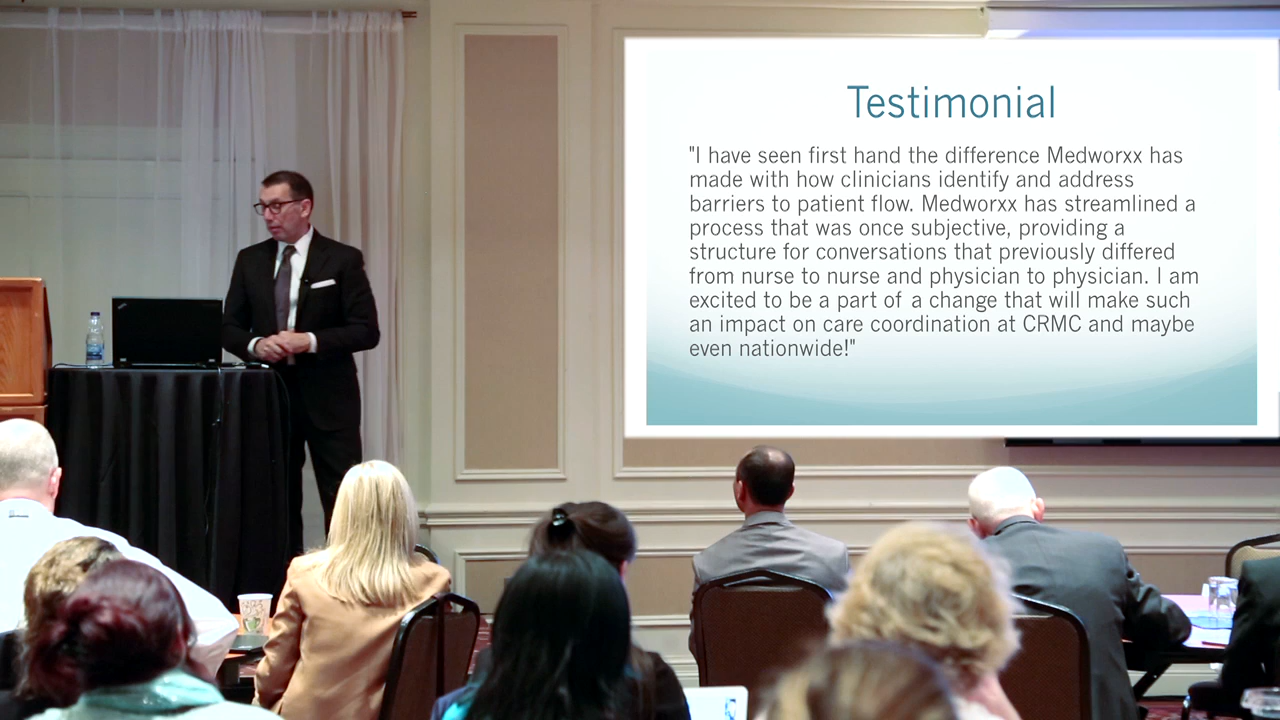 Testimonial
"I have seen first hand the difference Medworxx has
made with how clinicians identify and address
barriers to patient flow. Medworxx has streamlined a
process that was once subjective, providing a
structure for conversations that previously differed
from nurse to nurse and physician to physician. I am
excited to be a part of a change that will make such
an impact on care coordination at CRMC and maybe
even nationwide!"